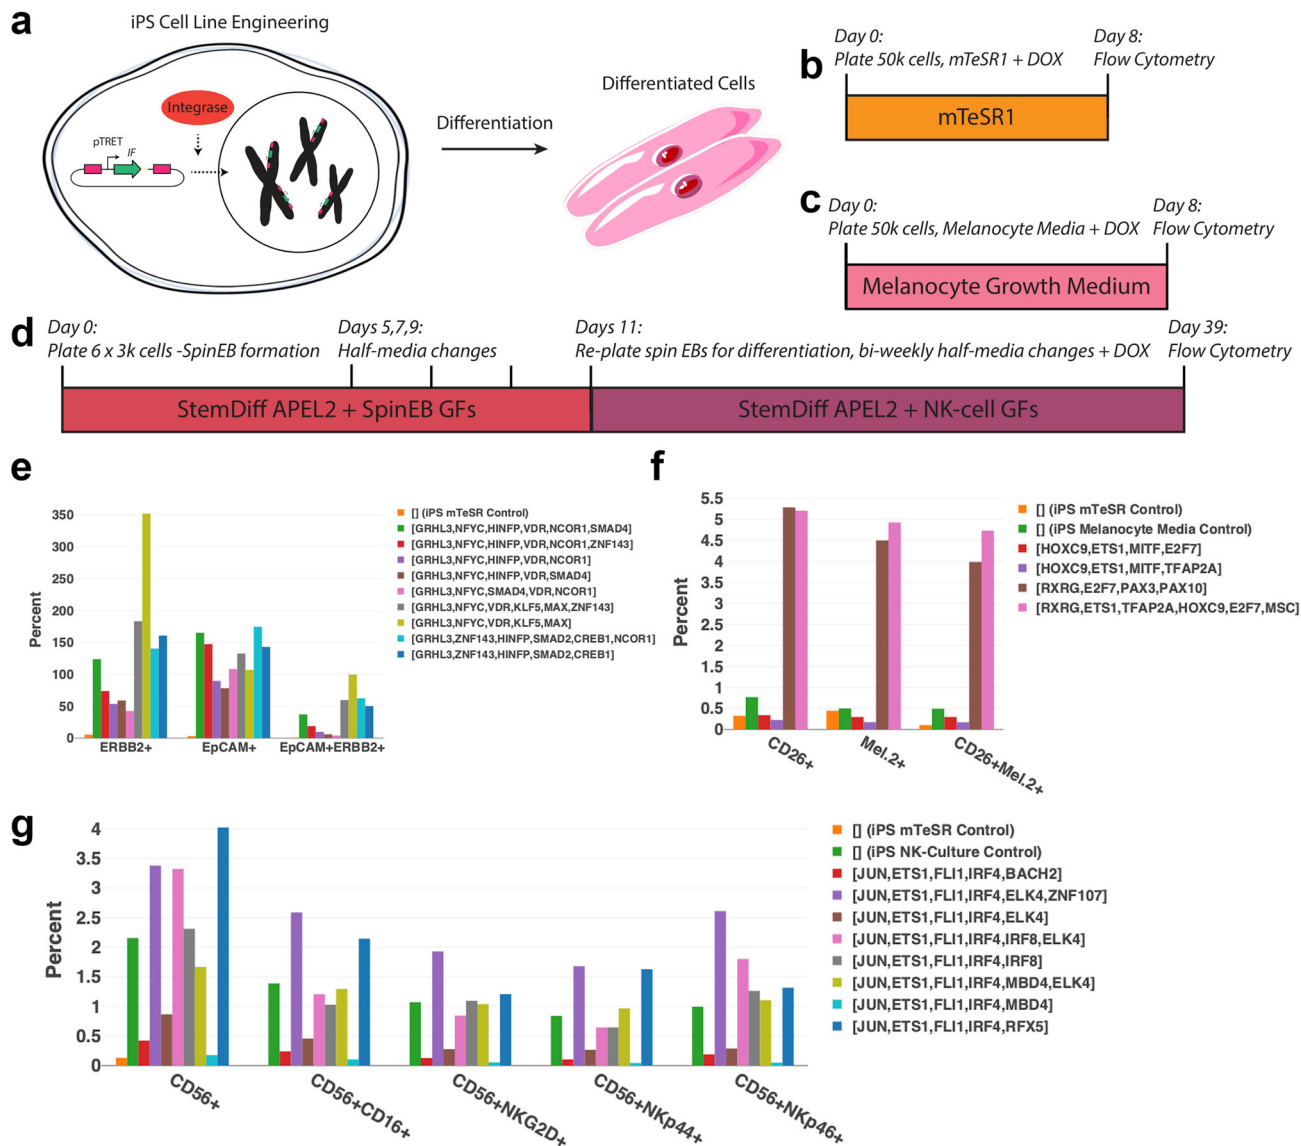 a
iPS Cell Line Engineering
Integrase
pTRET
IF
Differentiation
Differentiated Cells
b
Day 0:
Plate 50k cells, mTeSR1 + DOX
Day 8:
Flow Cytometry
mTeSR1
c
Day 0:
Plate 50k cells, Melanocyte Media + DOX
Day 8:
Flow Cytometry
Melanocyte Growth Medium
d
Day 0:
Plate 6 x 3k cells -SpinEB formation
Days 5,7,9:
Half-media changes
Days 11:
Re-plate spin EBs for differentiation, bi-weekly half-media changes + DOX
Day 39:
Flow Cytometry
StemDiff APEL2 + SpinEB GFs
StemDiff APEL2 + NK-cell GFs
e
Percent
350
300
250
200
150
100
50
0
ERBB2+
EpCAM+
EpCAM+ERBB2+
[] (iPS mTeSR Control)
[GRHL3,NFYC,HINFP,VDR,NCOR1,SMAD4]
[GRHL3,NFYC,HINFP,VDR,NCOR1,ZNF143]
[GRHL3,NFYC,HINFP,VDR,NCOR1]
[GRHL3,NFYC,HINFP,VDR,SMAD4]
[GRHL3,NFYC,SMAD4,VDR,NCOR1]
[GRHL3,NFYC,VDR,KLF5,MAX,ZNF143]
[GRHL3,NFYC,VDR,KLF5,MAX]
[GRHL3,ZNF143,HINFP,SMAD2,CREB1,NCOR1]
[GRHL3,ZNF143,HINFP,SMAD2,CREB1]
f
Percent
5.5
5
4.5
4
3.5
3
2.5
2
1.5
1
0.5
0
CD26+
Mel.2+
CD26+Mel.2+
[] (iPS mTeSR Control)
[] (iPS Melanocyte Media Control)
[HOXC9,ETS1,MITF,E2F7]
[HOXC9,ETS1,MITF,TFAP2A]
[RXRG,E2F7,PAX3,PAX10]
[RXRG,ETS1,TFAP2A,HOXC9,E2F7,MSC]
g
Percent
4
3.5
3
2.5
2
1.5
1
0.5
0
CD56+
CD56+CD16+
CD56+NKG2D+
CD56+NKp44+
CD56+NKp46+
[] (iPS mTeSR Control)
[] (iPS NK-Culture Control)
[JUN,ETS1,FLI1,IRF4,BACH2]
[JUN,ETS1,FLI1,IRF4,ELK4,ZNF107]
[JUN,ETS1,FLI1,IRF4,ELK4]
[JUN,ETS1,FLI1,IRF4,IRF8,ELK4]
[JUN,ETS1,FLI1,IRF4,IRF8]
[JUN,ETS1,FLI1,IRF4,MBD4,ELK4]
[JUN,ETS1,FLI1,IRF4,MBD4]
[JUN,ETS1,FLI1,IRF4,RFX5]